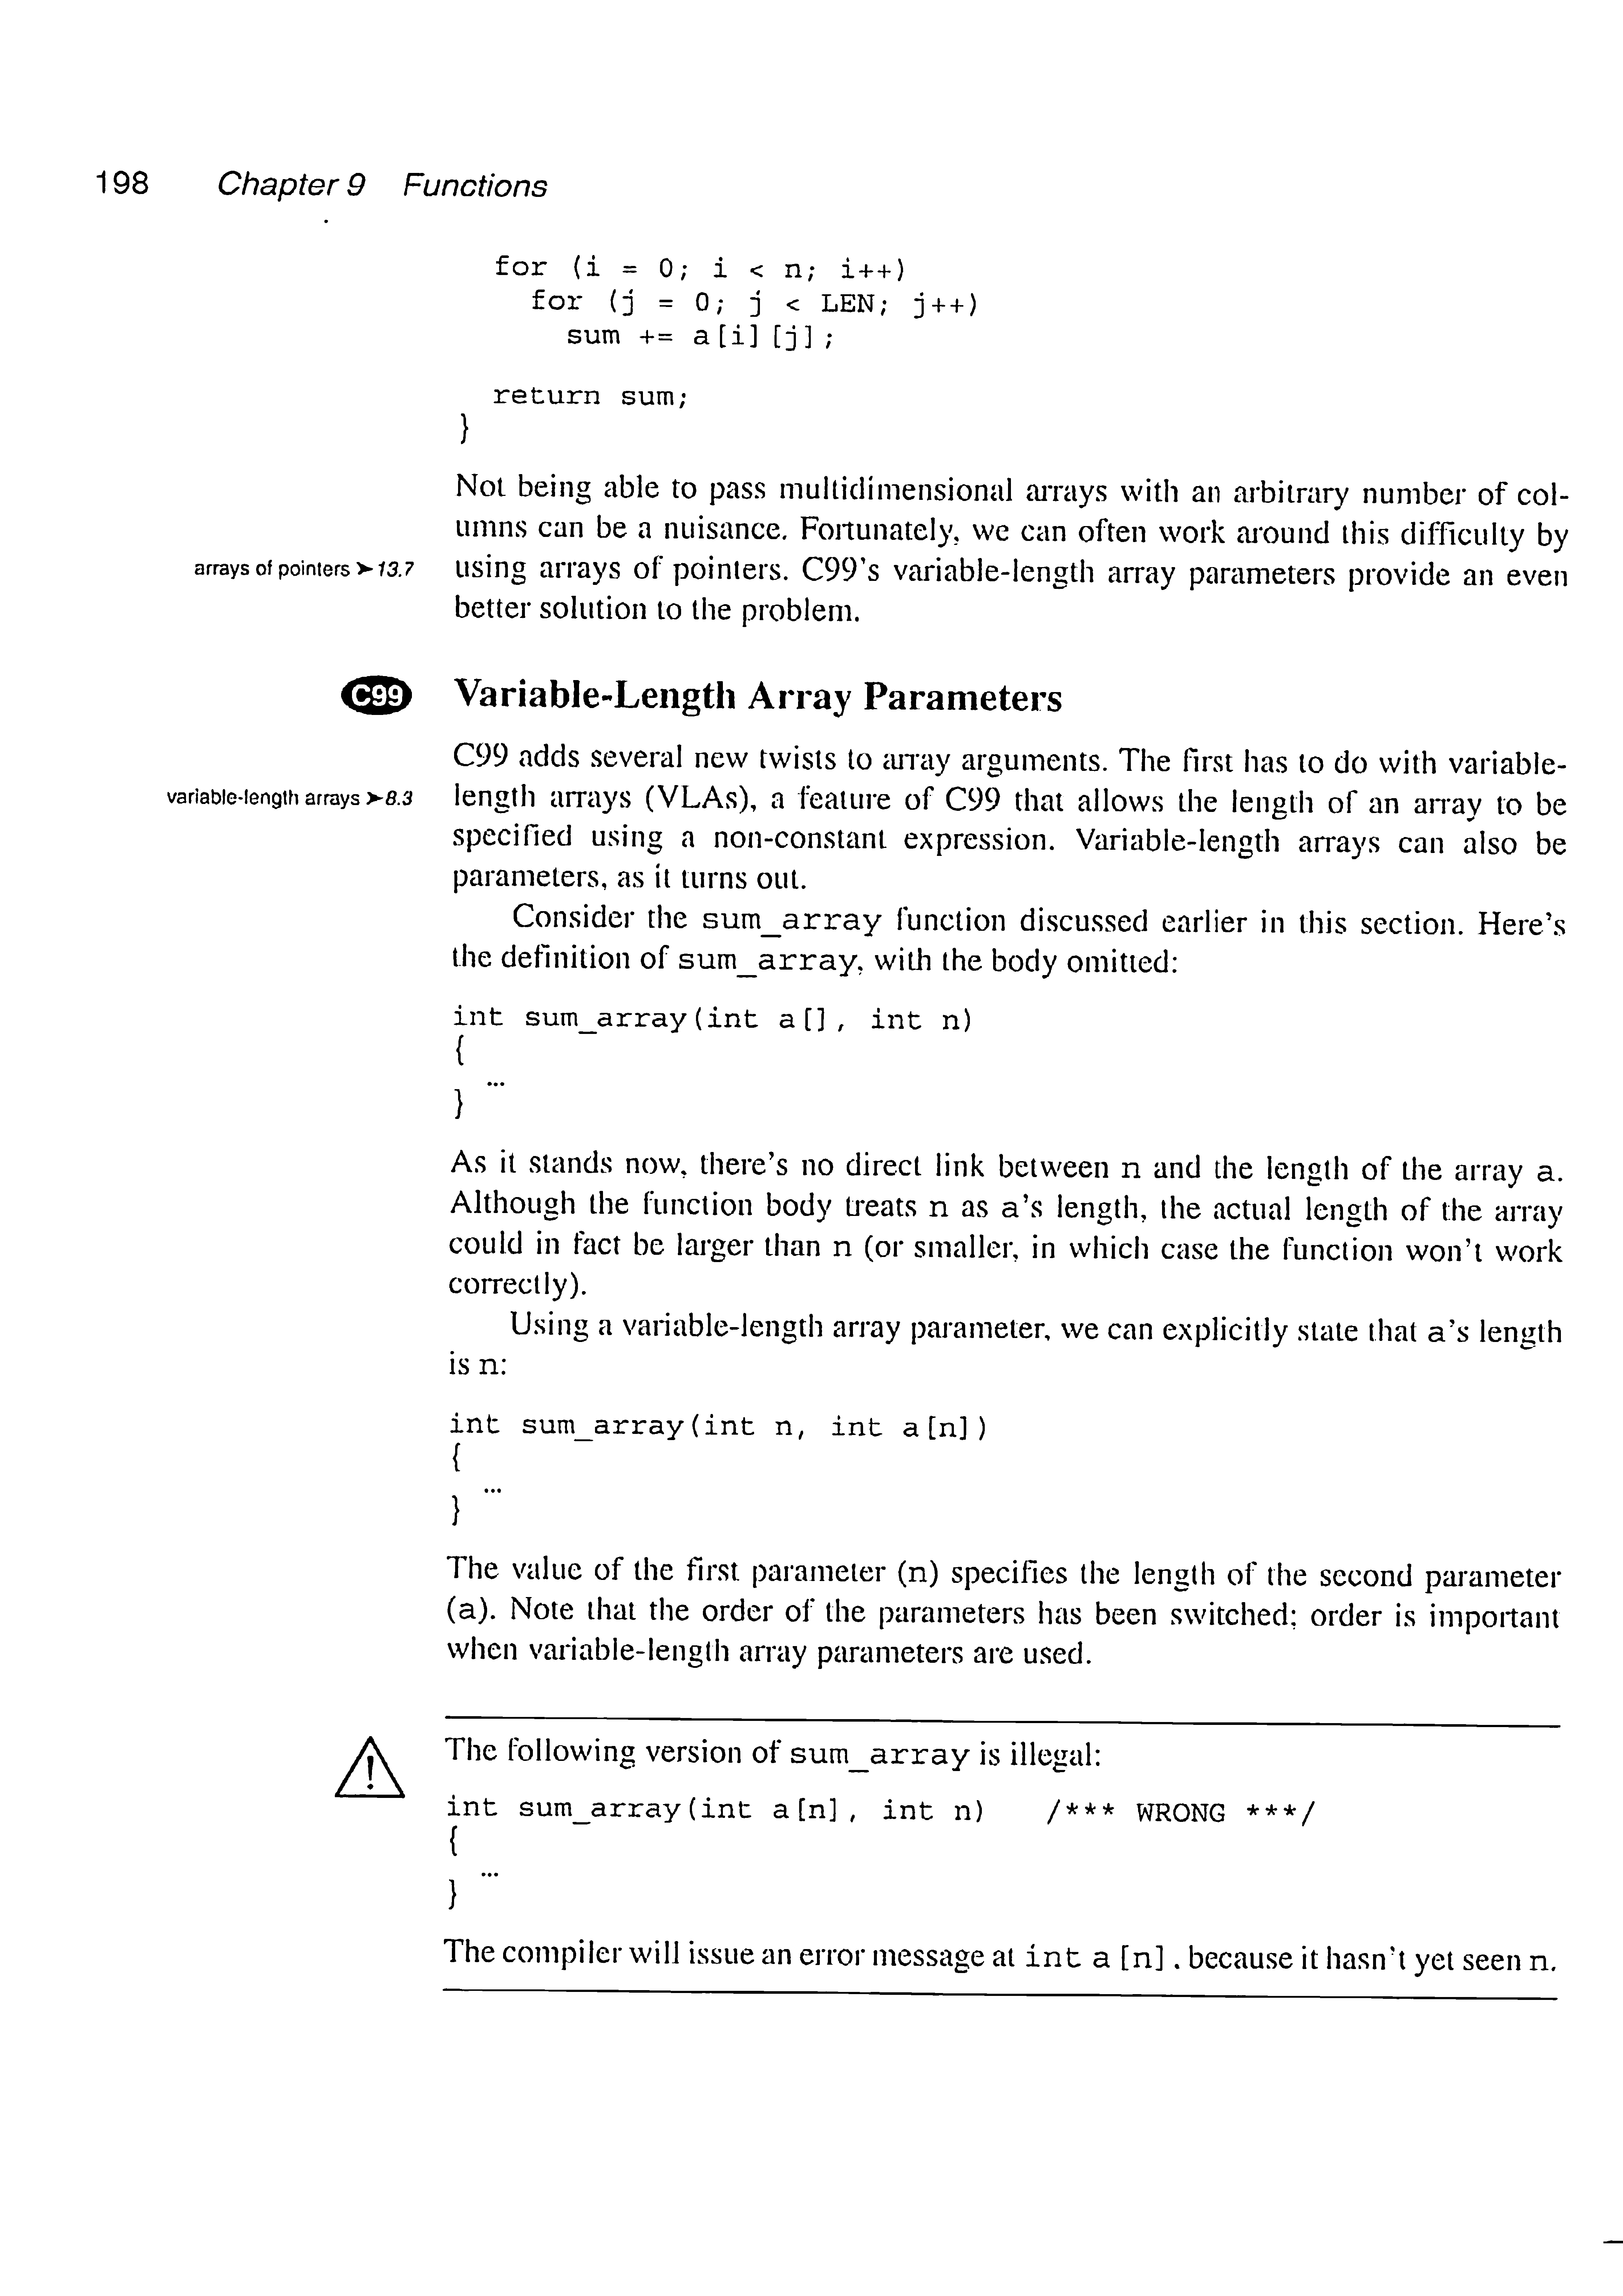 198 Chapter 9 Functions
for (i = 0; i < n; i++)
for (j = 0; j < LEN; j++)
sum += a[i][j];
return sum;
}
Not being able to pass multidimensional arrays with an arbitrary number of col-
umns can be a nuisance. Fortunately, we can often work around this difficulty by
arrays of pointers ➤13.7 using arrays of pointers. C99's variable-length array parameters provide an even
better solution to the problem.
C99 Variable-Length Array Parameters
C99 adds several new twists to array arguments. The first has to do with variable-
variable-length arrays ➤8.3 length arrays (VLAs), a feature of C99 that allows the length of an array to be
specified using a non-constant expression. Variable-length arrays can also be
parameters, as it turns out.
Consider the sum_array function discussed earlier in this section. Here's
the definition of sum_array, with the body omitted:
int sum_array(int a[], int n)
{
…
}
As it stands now, there's no direct link between n and the length of the array a.
Although the function body treats n as a's length, the actual length of the array
could in fact be larger than n (or smaller, in which case the function won't work
correctly).
Using a variable-length array parameter, we can explicitly state that a's length
is n:
int sum_array(int n, int a[n])
{
…
}
The value of the first parameter (n) specifies the length of the second parameter
(a). Note that the order of the parameters has been switched; order is important
when variable-length array parameters are used.
The following version of sum_array is illegal:
int sum_array(int a[n], int n) /*** WRONG ***/
{
…
}
The compiler will issue an error message at int a[n], because it hasn't yet seen n.